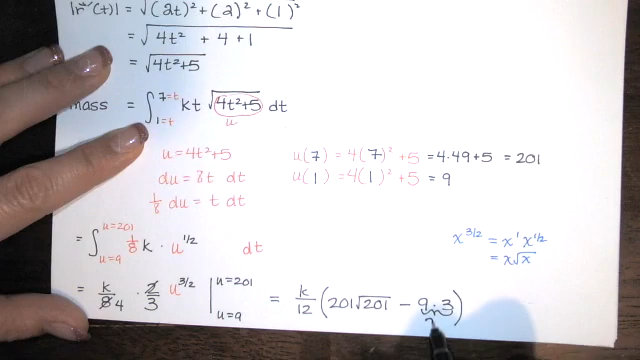 |r⃗'(t)| = √(2t)² + (2)² + (1)²
= √4t² + 4 + 1
= √4t²+5
mass = ∫₁₌ₜ⁷⁼ᵗ kt √4t²+5 dt
u
u = 4t²+5 u(7) = 4(7)² + 5 = 4·49+5 = 201
du = 8t dt u(1) = 4(1)² + 5 = 9
1/8 du = t dt
= ∫ u=9 u=201 1/8 k · u^1/2 dt x^3/2 = x' x^1/2
= x√x
= k/8 4 · 2/3 u^3/2 | u=201 u=9 = k/12 (201√201 − 9·3)